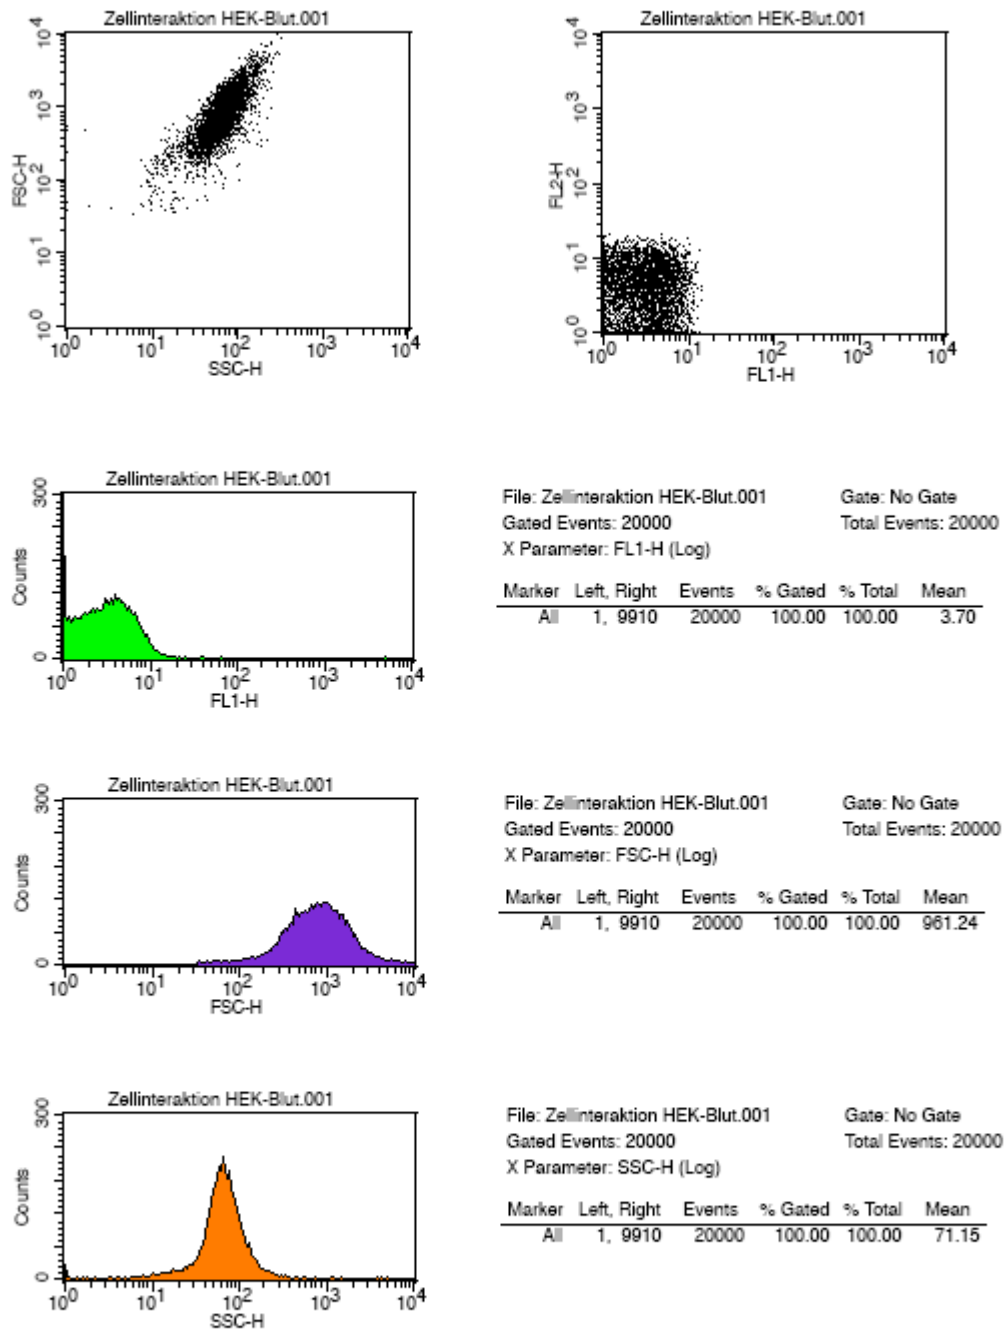 Zellinteraktion HEK-Blut.001
10^4
10^3
10^2
10^1
10^0
FSC-H
10^0 10^1 10^2 10^3 10^4
SSC-H
Zellinteraktion HEK-Blut.001
10^4
10^3
10^2
10^1
10^0
FL2-H
10^0 10^1 10^2 10^3 10^4
FL1-H
Zellinteraktion HEK-Blut.001
300
Counts
0
10^0 10^1 10^2 10^3 10^4
FL1-H
File: Zellinteraktion HEK-Blut.001 Gate: No Gate
Gated Events: 20000 Total Events: 20000
X Parameter: FL1-H (Log)
Marker Left, Right Events % Gated % Total Mean
All 1, 9910 20000 100.00 100.00 3.70
Zellinteraktion HEK-Blut.001
300
Counts
0
10^0 10^1 10^2 10^3 10^4
FSC-H
File: Zellinteraktion HEK-Blut.001 Gate: No Gate
Gated Events: 20000 Total Events: 20000
X Parameter: FSC-H (Log)
Marker Left, Right Events % Gated % Total Mean
All 1, 9910 20000 100.00 100.00 961.24
Zellinteraktion HEK-Blut.001
300
Counts
0
10^0 10^1 10^2 10^3 10^4
SSC-H
File: Zellinteraktion HEK-Blut.001 Gate: No Gate
Gated Events: 20000 Total Events: 20000
X Parameter: SSC-H (Log)
Marker Left, Right Events % Gated % Total Mean
All 1, 9910 20000 100.00 100.00 71.15